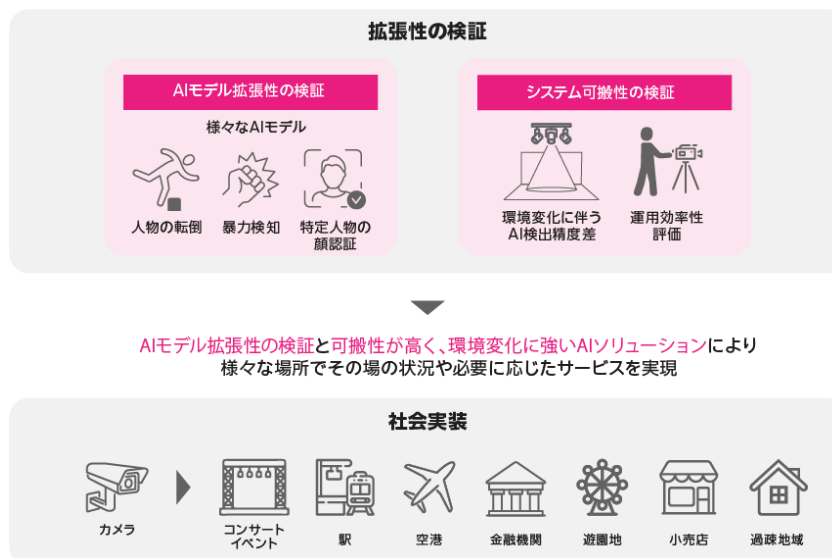 拡張性の検証
AIモデル拡張性の検証
様々なAIモデル
人物の転倒
暴力検知
特定人物の
顔認証
システム可搬性の検証
環境変化に伴う
AI検出精度差
運用効率性
評価
AIモデル拡張性の検証と可搬性が高く、環境変化に強いAIソリューションにより
様々な場所でその場の状況や必要に応じたサービスを実現
社会実装
カメラ
コンサート
イベント
駅
空港
金融機関
遊園地
小売店
過疎地域